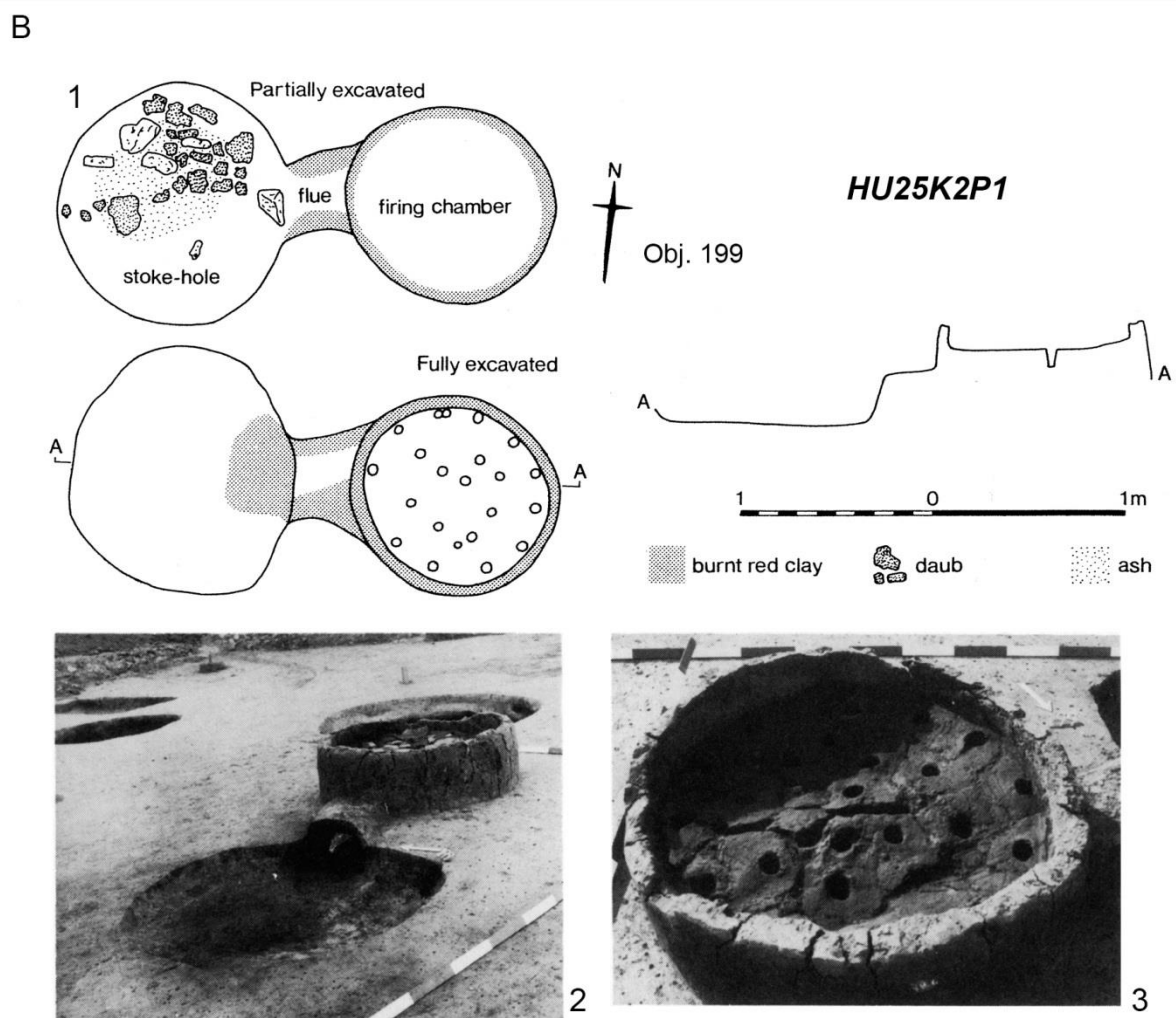 B
1
Partially excavated
flue
firing chamber
stoke-hole
N
Obj. 199
HU25K2P1
Fully excavated
A
A
A
A
1
0
1m
burnt red clay
daub
ash
2
3